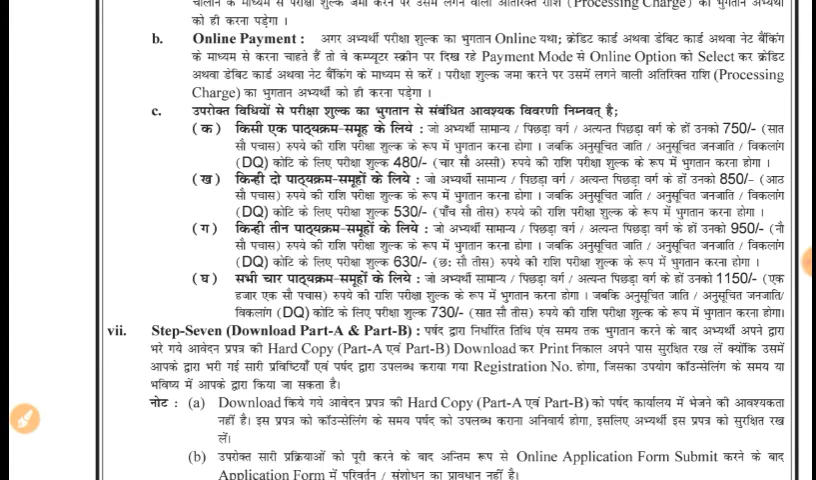 चालान के माध्यम से परीक्षा शुल्क जमा करने पर उसमें लगने वाली अतिरिक्त राशि (Processing Charge) का भुगतान अभ्यर्थी
को ही करना पड़ेगा ।
b. Online Payment : अगर अभ्यर्थी परीक्षा शुल्क का भुगतान Online यथा; क्रेडिट कार्ड अथवा डेबिट कार्ड अथवा नेट बैंकिंग
के माध्यम से करना चाहते हैं तो वे कम्प्यूटर स्क्रीन पर दिख रहे Payment Mode से Online Option को Select कर क्रेडिट
अथवा डेबिट कार्ड अथवा नेट बैंकिंग के माध्यम से करें । परीक्षा शुल्क जमा करने पर उसमें लगने वाली अतिरिक्त राशि (Processing
Charge) का भुगतान अभ्यर्थी को ही करना पड़ेगा ।
c. उपरोक्त विधियों से परीक्षा शुल्क का भुगतान से संबंधित आवश्यक विवरणी निम्नवत् है;
(क) किसी एक पाठ्यक्रम-समूह के लिये : जो अभ्यर्थी सामान्य / पिछड़ा वर्ग / अत्यन्त पिछड़ा वर्ग के हों उनको 750/- (सात
सौ पचास) रुपये की राशि परीक्षा शुल्क के रूप में भुगतान करना होगा । जबकि अनुसूचित जाति / अनुसूचित जनजाति / विकलांग
(DQ) कोटि के लिए परीक्षा शुल्क 480/- (चार सौ अस्सी) रुपये की राशि परीक्षा शुल्क के रूप में भुगतान करना होगा ।
(ख) किन्ही दो पाठ्यक्रम-समूहों के लिये : जो अभ्यर्थी सामान्य / पिछड़ा वर्ग / अत्यन्त पिछड़ा वर्ग के हों उनको 850/- (आठ
सौ पचास) रुपये की राशि परीक्षा शुल्क के रूप में भुगतान करना होगा । जबकि अनुसूचित जाति / अनुसूचित जनजाति / विकलांग
(DQ) कोटि के लिए परीक्षा शुल्क 530/- (पाँच सौ तीस) रुपये की राशि परीक्षा शुल्क के रूप में भुगतान करना होगा ।
(ग) किन्ही तीन पाठ्यक्रम-समूहों के लिये : जो अभ्यर्थी सामान्य / पिछड़ा वर्ग / अत्यन्त पिछड़ा वर्ग के हों उनको 950/- (नौ
सौ पचास) रुपये की राशि परीक्षा शुल्क के रूप में भुगतान करना होगा । जबकि अनुसूचित जाति / अनुसूचित जनजाति / विकलांग
(DQ) कोटि के लिए परीक्षा शुल्क 630/- (छ: सौ तीस) रुपये की राशि परीक्षा शुल्क के रूप में भुगतान करना होगा ।
(घ) सभी चार पाठ्यक्रम-समूहों के लिये : जो अभ्यर्थी सामान्य / पिछड़ा वर्ग / अत्यन्त पिछड़ा वर्ग के हों उनको 1150/- (एक
हजार एक सौ पचास) रुपये की राशि परीक्षा शुल्क के रूप में भुगतान करना होगा । जबकि अनुसूचित जाति / अनुसूचित जनजाति/
विकलांग (DQ) कोटि के लिए परीक्षा शुल्क 730/- (सात सौ तीस) रुपये की राशि परीक्षा शुल्क के रूप में भुगतान करना होगा।
vii. Step-Seven (Download Part-A & Part-B) : पर्षद द्वारा निर्धारित तिथि एंव समय तक भुगतान करने के बाद अभ्यर्थी अपने द्वारा
भरे गये आवेदन प्रपत्र की Hard Copy (Part-A एवं Part-B) Download कर Print निकाल अपने पास सुरक्षित रख लें क्योंकि उसमें
आपके द्वारा भरी गई सारी प्रविष्टियाँ एवं पर्षद द्वारा उपलब्ध कराया गया Registration No. होगा, जिसका उपयोग कॉउन्सेलिंग के समय या
भविष्य में आपके द्वारा किया जा सकता है।
नोट : (a) Download किये गये आवेदन प्रपत्र की Hard Copy (Part-A एवं Part-B) को पर्षद कार्यालय में भेजने की आवश्यकता
नहीं है। इस प्रपत्र को कॉउन्सेलिंग के समय पर्षद को उपलब्ध कराना अनिवार्य होगा, इसलिए अभ्यर्थी इस प्रपत्र को सुरक्षित रख
लें।
(b) उपरोक्त सारी प्रक्रियाओं को पूरी करने के बाद अन्तिम रूप से Online Application Form Submit करने के बाद
Application Form में परिवर्तन / संशोधन का प्रावधान नहीं है।